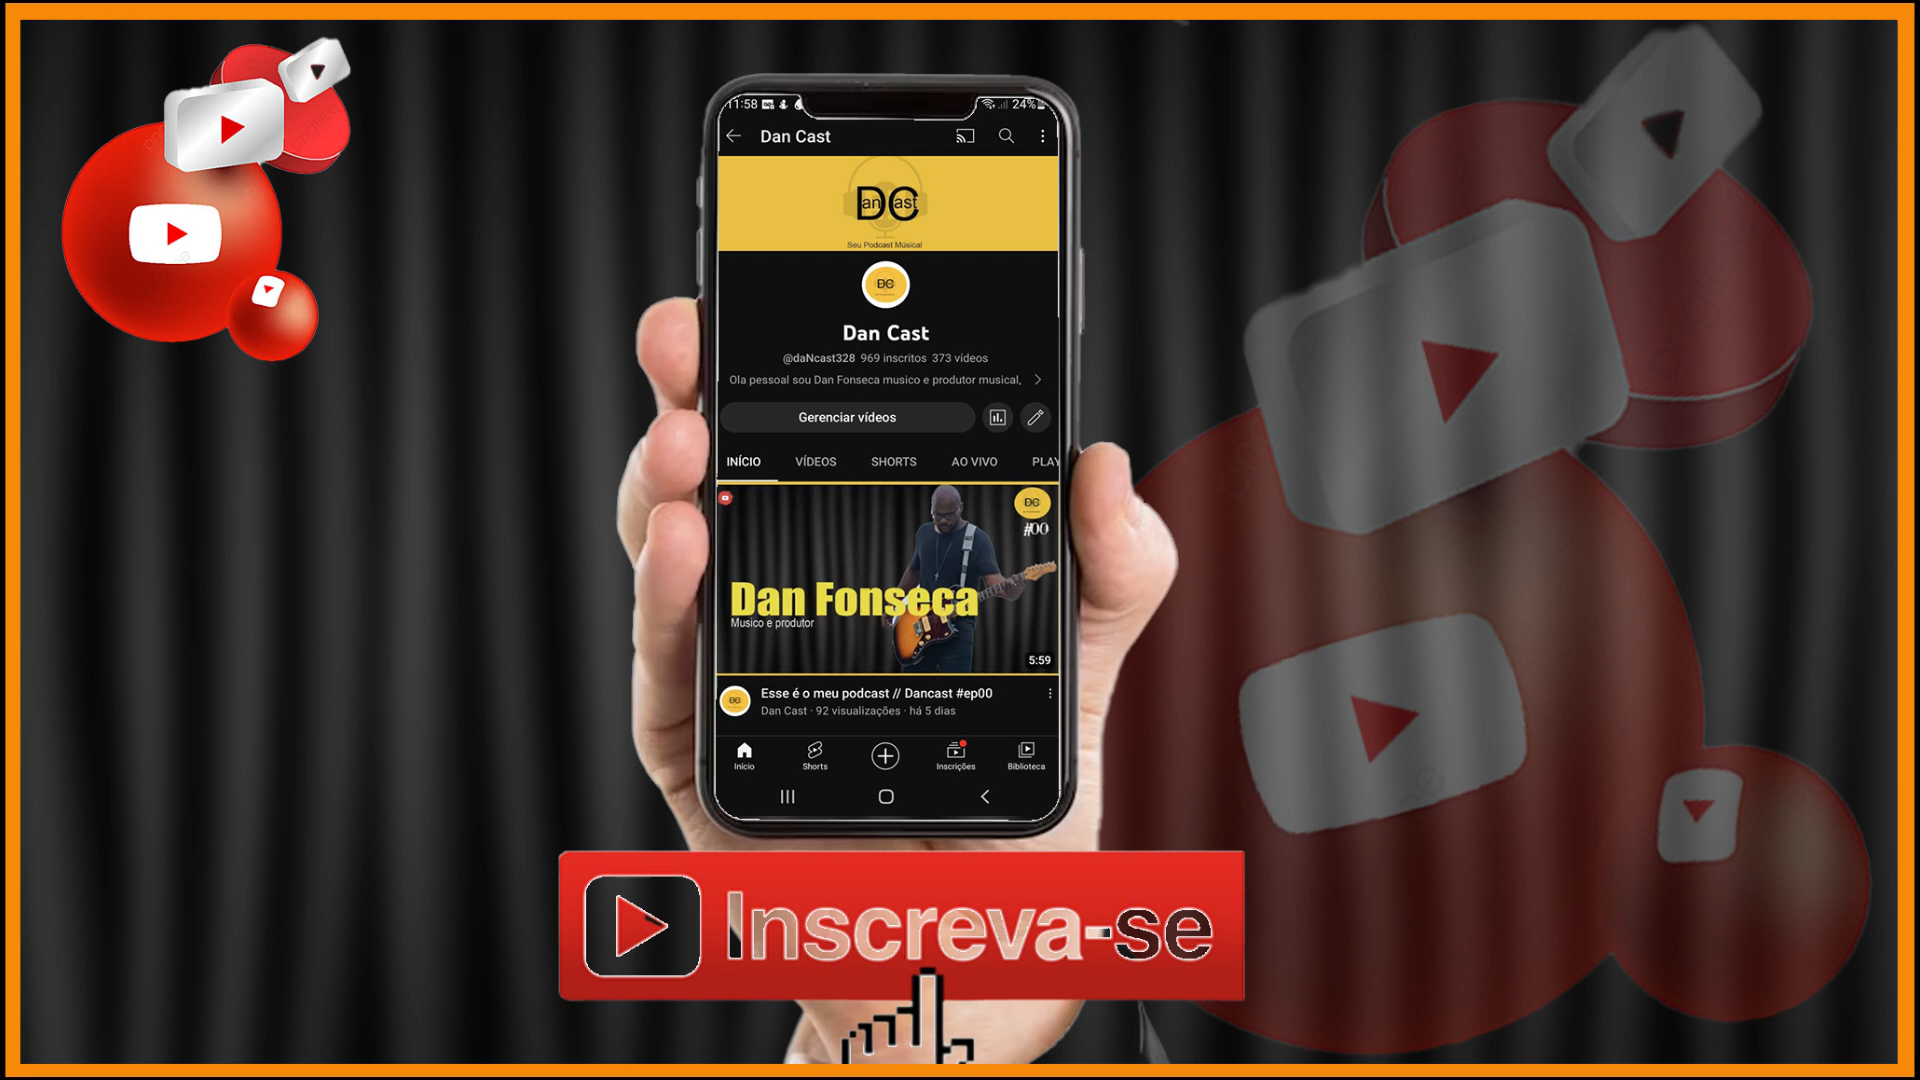 11:58 24%
Dan Cast
Dan Cast
DC
Seu Podcast Músical
DC
Dan Cast
@daNcast328 969 inscritos 373 vídeos
Ola pessoal sou Dan Fonseca musico e produtor musical,
Gerenciar vídeos
INÍCIO VÍDEOS SHORTS AO VIVO PLAY
DC
#00
Dan Fonseca
Musico e produtor
5:59
DC
Esse é o meu podcast // Dancast #ep00
Dan Cast · 92 visualizações · há 5 dias
Início Shorts Inscrições Biblioteca
Inscreva-se